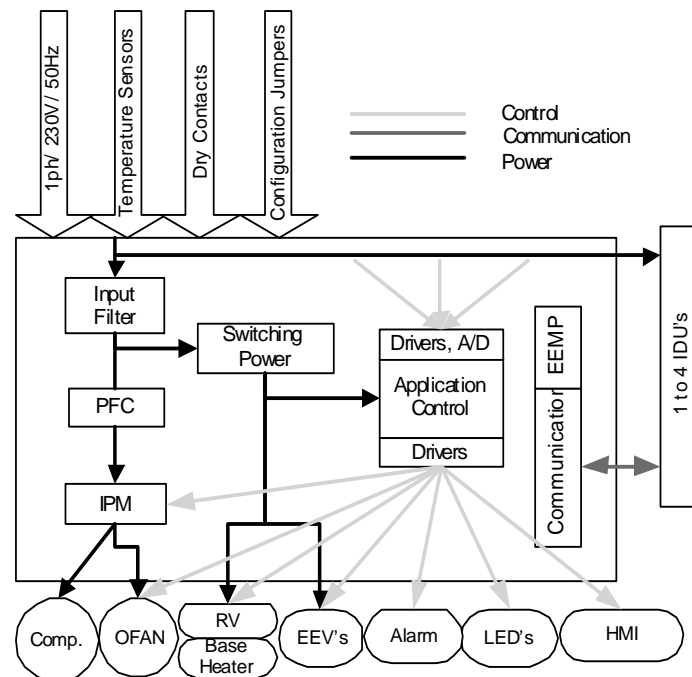 1ph/ 230V/ 50Hz
Temperature Sensors
Dry Contacts
Configuration Jumpers
Control
Communication
Power
Input
Filter
Switching
Power
PFC
IPM
Drivers, A/D
Application
Control
Drivers
EEMP
Communication
1 to 4 IDU's
Comp.
OFAN
RV
Base
Heater
EEV's
Alarm
LED's
HMI